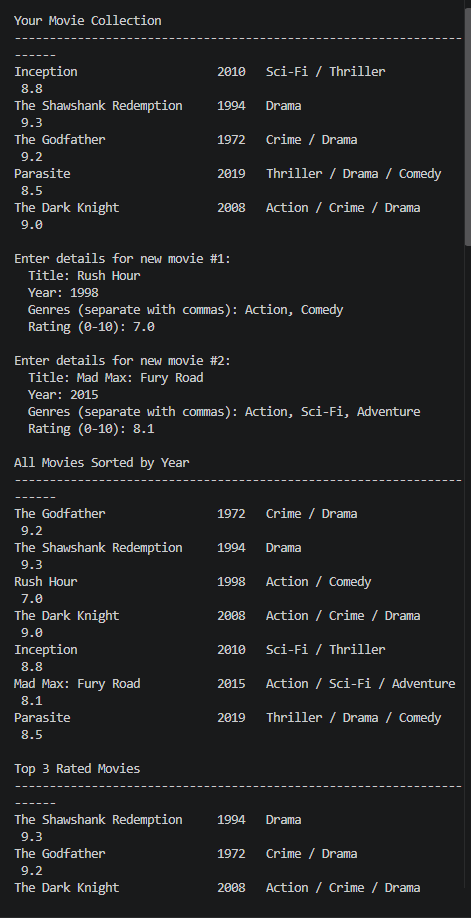 Your Movie Collection
----------------------------------------------------------------
------
Inception                    2010   Sci-Fi / Thriller
 8.8
The Shawshank Redemption     1994   Drama
 9.3
The Godfather                1972   Crime / Drama
 9.2
Parasite                     2019   Thriller / Drama / Comedy
 8.5
The Dark Knight              2008   Action / Crime / Drama
 9.0

Enter details for new movie #1:
  Title: Rush Hour
  Year: 1998
  Genres (separate with commas): Action, Comedy
  Rating (0-10): 7.0

Enter details for new movie #2:
  Title: Mad Max: Fury Road
  Year: 2015
  Genres (separate with commas): Action, Sci-Fi, Adventure
  Rating (0-10): 8.1

All Movies Sorted by Year
----------------------------------------------------------------
------
The Godfather                1972   Crime / Drama
 9.2
The Shawshank Redemption     1994   Drama
 9.3
Rush Hour                    1998   Action / Comedy
 7.0
The Dark Knight              2008   Action / Crime / Drama
 9.0
Inception                    2010   Sci-Fi / Thriller
 8.8
Mad Max: Fury Road           2015   Action / Sci-Fi / Adventure
 8.1
Parasite                     2019   Thriller / Drama / Comedy
 8.5

Top 3 Rated Movies
----------------------------------------------------------------
------
The Shawshank Redemption     1994   Drama
 9.3
The Godfather                1972   Crime / Drama
 9.2
The Dark Knight              2008   Action / Crime / Drama